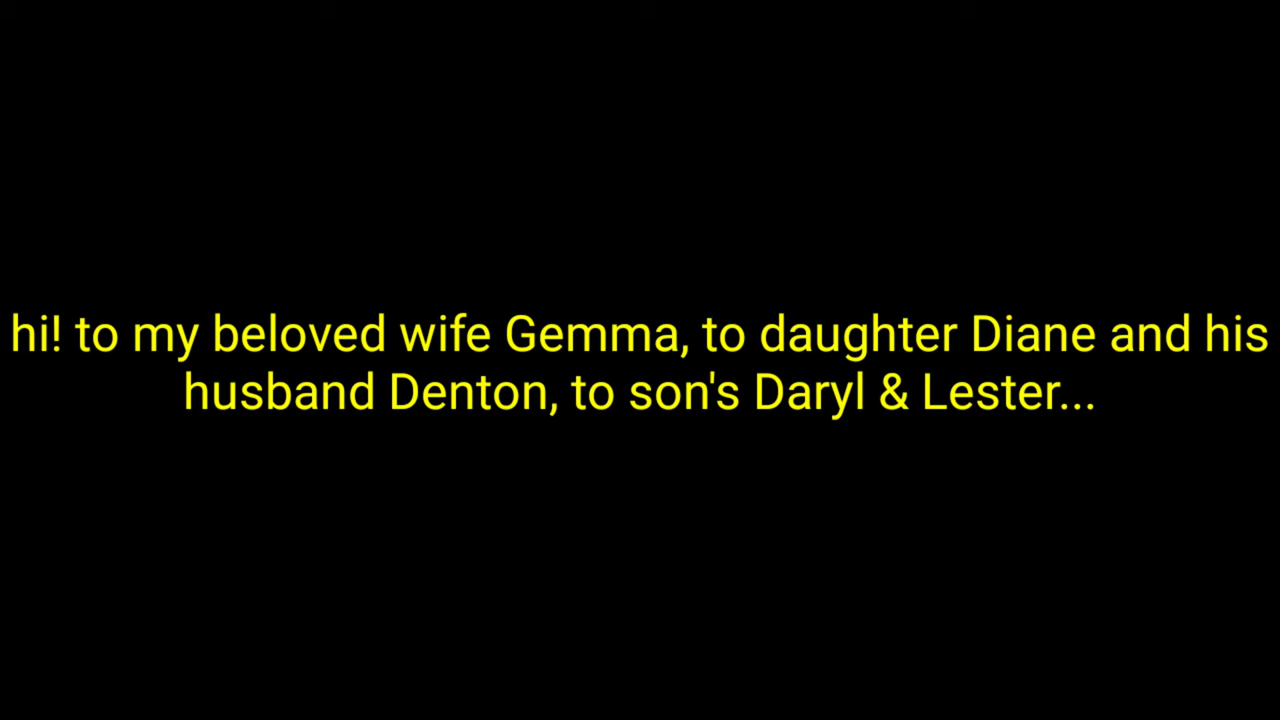 hi! to my beloved wife Gemma, to daughter Diane and his
husband Denton, to son's Daryl & Lester...